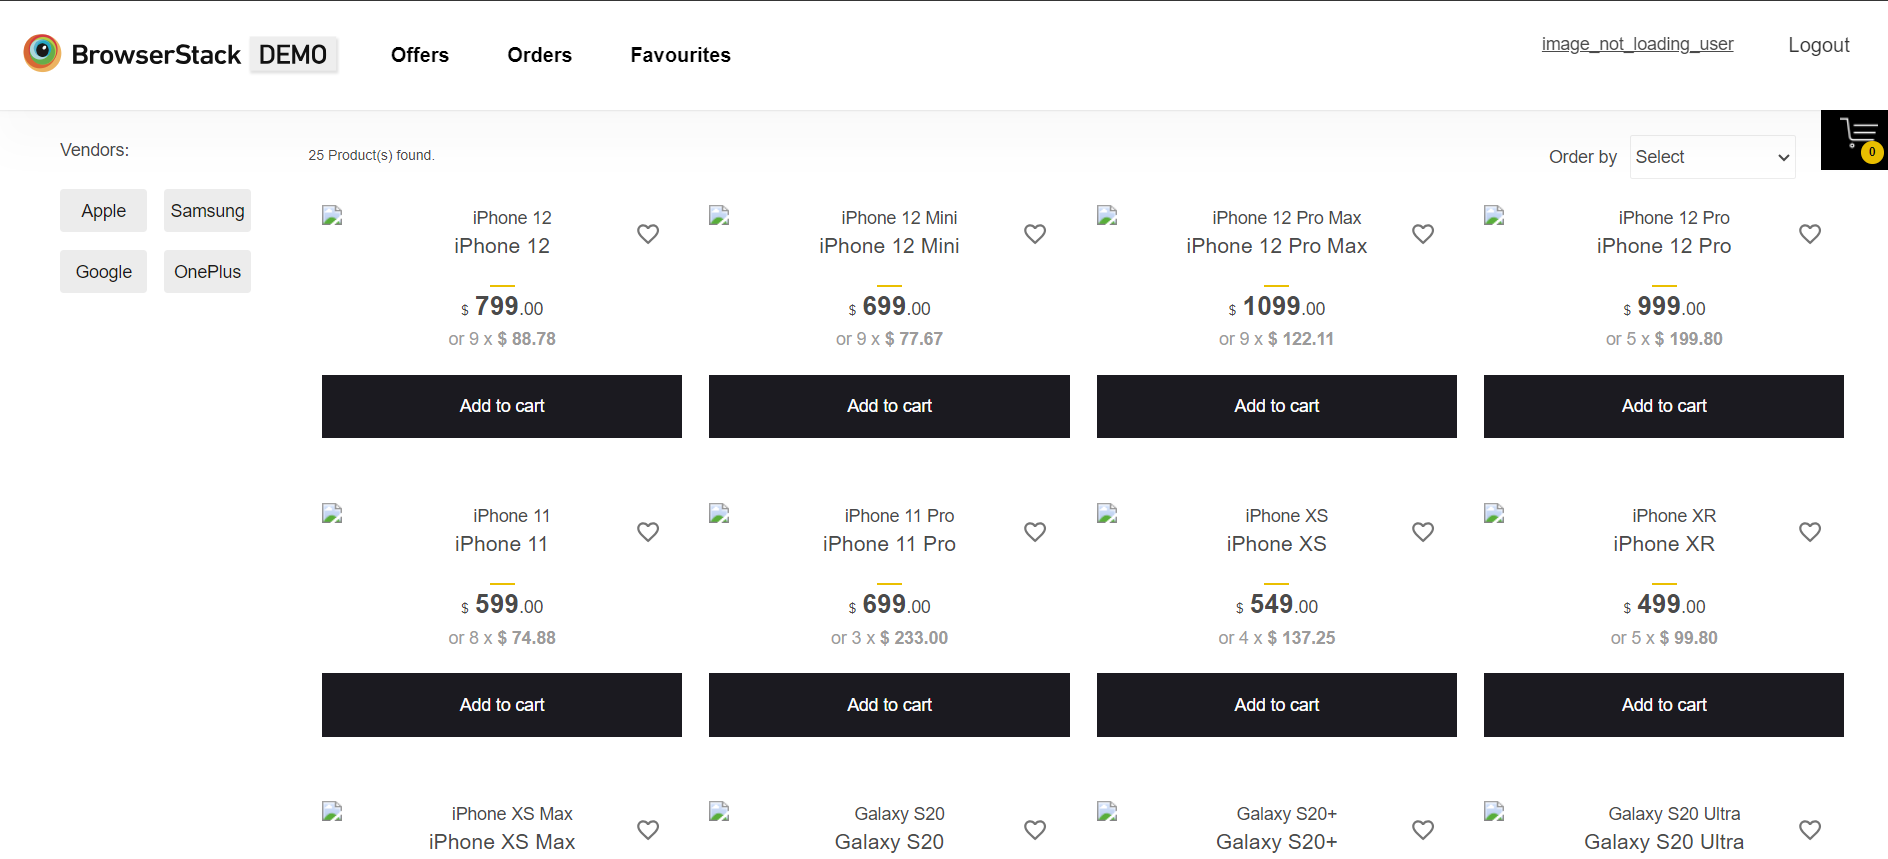 BrowserStack DEMO Offers Orders Favourites image_not_loading_user Logout
Vendors:
Apple Samsung
Google OnePlus
25 Product(s) found.
Order by Select
0
iPhone 12 iPhone 12 Mini iPhone 12 Pro Max iPhone 12 Pro
iPhone 12 iPhone 12 Mini iPhone 12 Pro Max iPhone 12 Pro
$ 799.00 $ 699.00 $ 1099.00 $ 999.00
or 9 x $ 88.78 or 9 x $ 77.67 or 9 x $ 122.11 or 5 x $ 199.80
Add to cart Add to cart Add to cart Add to cart
iPhone 11 iPhone 11 Pro iPhone XS iPhone XR
iPhone 11 iPhone 11 Pro iPhone XS iPhone XR
$ 599.00 $ 699.00 $ 549.00 $ 499.00
or 8 x $ 74.88 or 3 x $ 233.00 or 4 x $ 137.25 or 5 x $ 99.80
Add to cart Add to cart Add to cart Add to cart
iPhone XS Max Galaxy S20 Galaxy S20+ Galaxy S20 Ultra
iPhone XS Max Galaxy S20 Galaxy S20+ Galaxy S20 Ultra